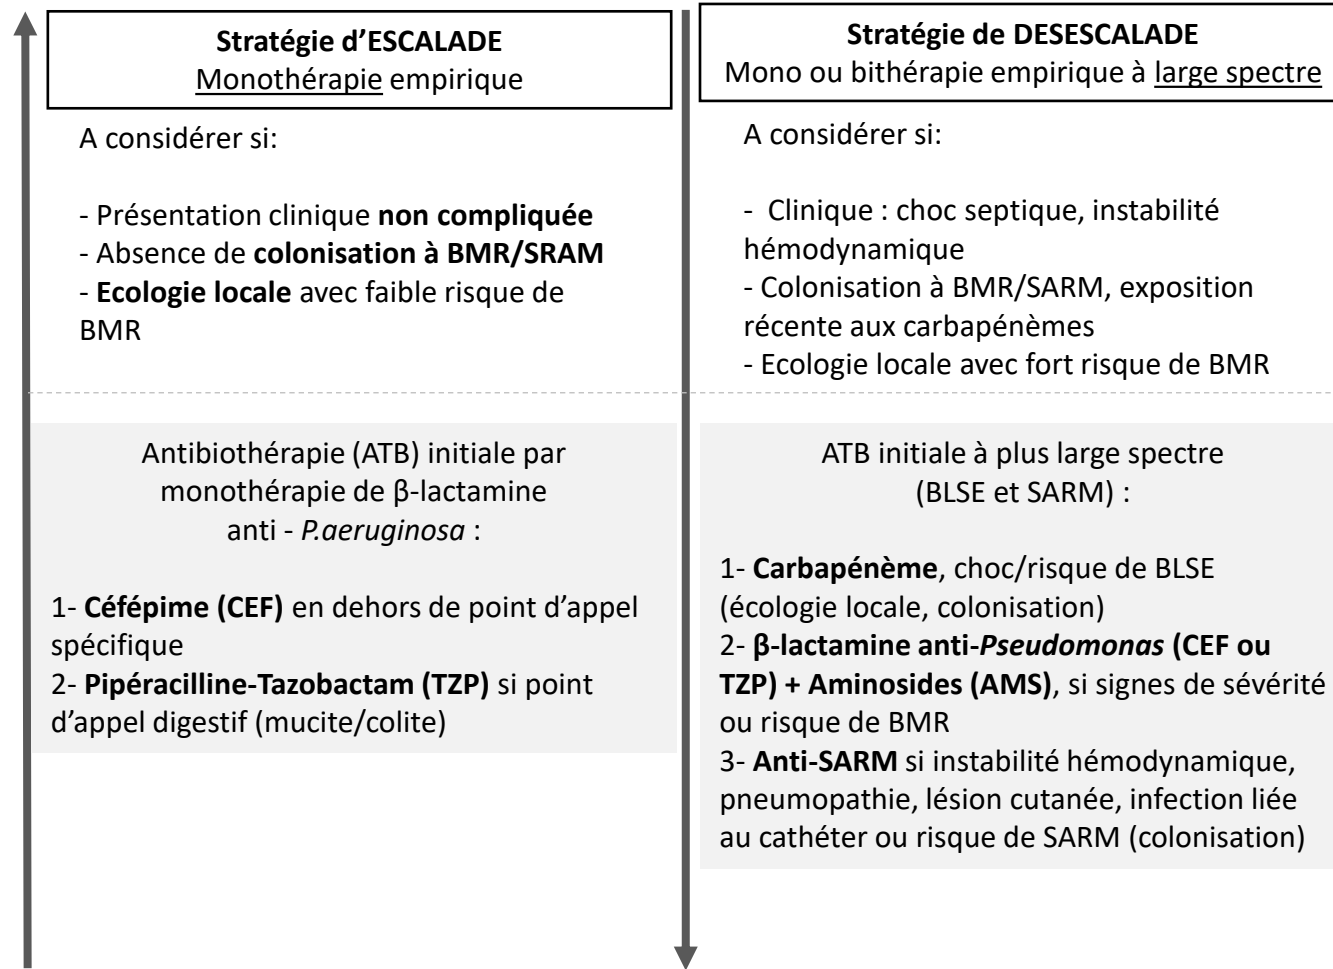 Stratégie d'ESCALADE
Monothérapie empirique
A considérer si:
- Présentation clinique non compliquée
- Absence de colonisation à BMR/SRAM
- Ecologie locale avec faible risque de
BMR
Antibiothérapie (ATB) initiale par
monothérapie de β-lactamine
anti - P.aeruginosa :
1- Céfépime (CEF) en dehors de point d'appel
spécifique
2- Pipéracilline-Tazobactam (TZP) si point
d'appel digestif (mucite/colite)
Stratégie de DESESCALADE
Mono ou bithérapie empirique à large spectre
A considérer si:
- Clinique : choc septique, instabilité
hémodynamique
- Colonisation à BMR/SARM, exposition
récente aux carbapénèmes
- Ecologie locale avec fort risque de BMR
ATB initiale à plus large spectre
(BLSE et SARM) :
1- Carbapénème, choc/risque de BLSE
(écologie locale, colonisation)
2- β-lactamine anti-Pseudomonas (CEF ou
TZP) + Aminosides (AMS), si signes de sévérité
ou risque de BMR
3- Anti-SARM si instabilité hémodynamique,
pneumopathie, lésion cutanée, infection liée
au cathéter ou risque de SARM (colonisation)